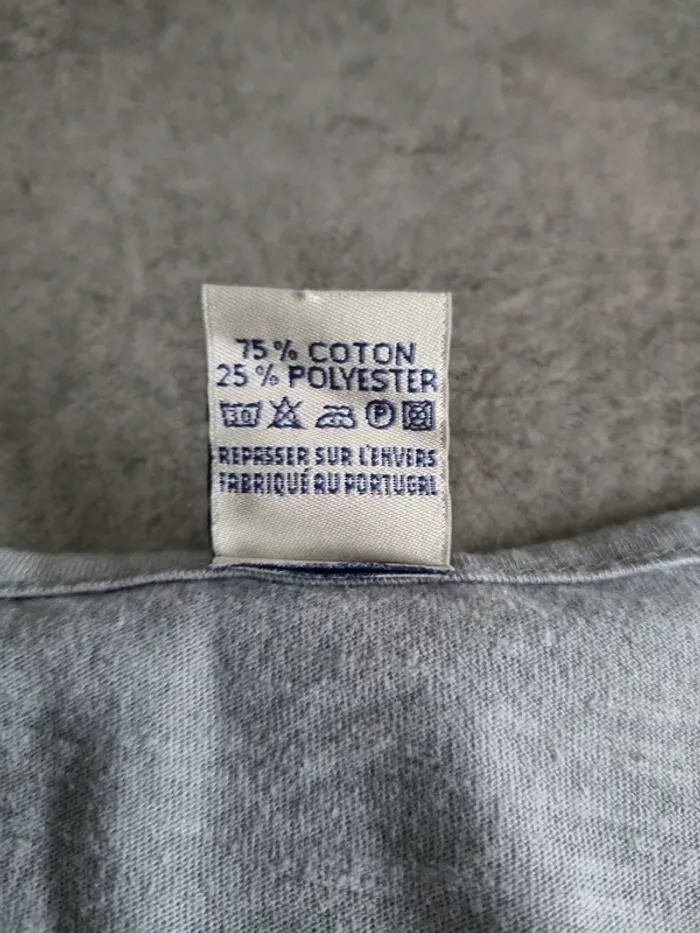 75 % COTON
25 % POLYESTER
P
REPASSER SUR L'ENVERS
FABRIQUÉ AU PORTUGAL